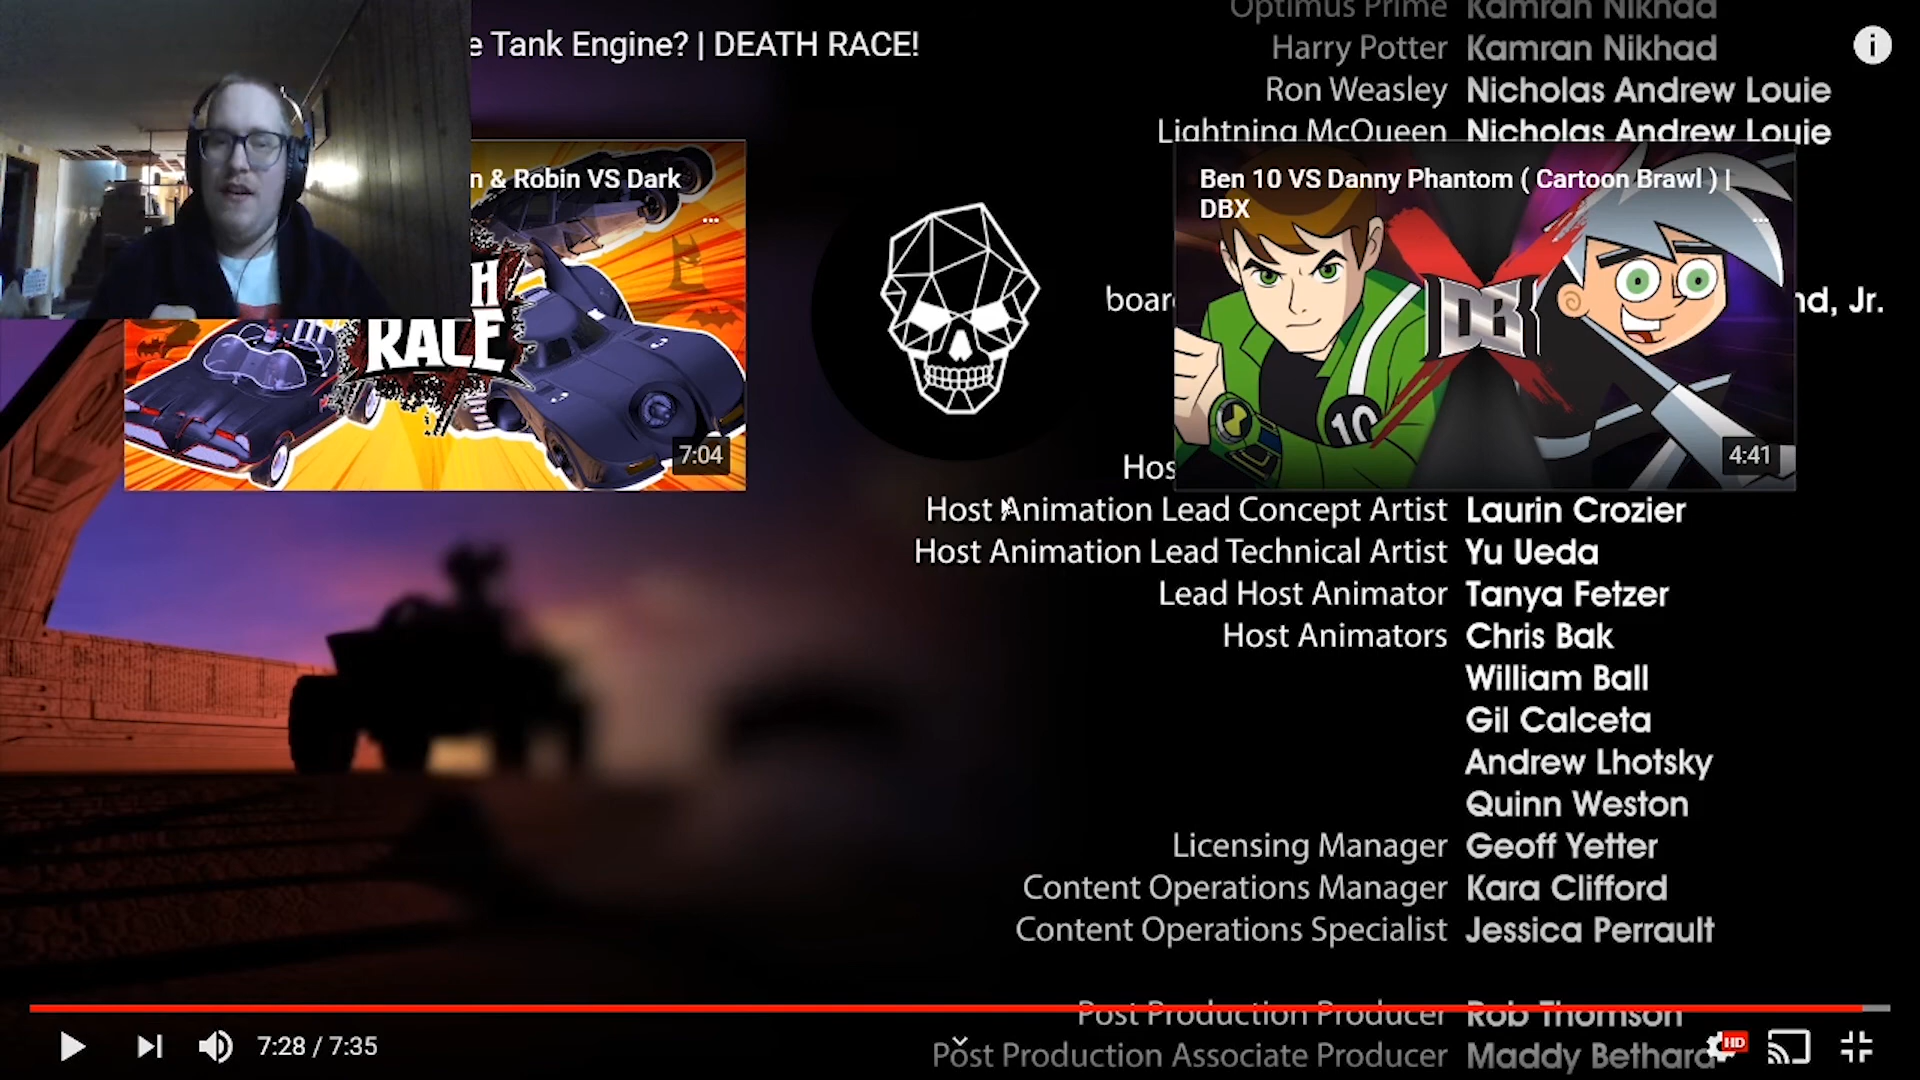 Optimus Prime Kamran Nikhad
e Tank Engine? | DEATH RACE!
Harry Potter Kamran Nikhad
Ron Weasley Nicholas Andrew Louie
Lightning McQueen Nicholas Andrew Louie
n & Robin VS Dark
H
RACE
7:04
Ben 10 VS Danny Phantom ( Cartoon Brawl ) |
DBX
DB
10
4:41
boar
nd, Jr.
Hos
Host Animation Lead Concept Artist Laurin Crozier
Host Animation Lead Technical Artist Yu Ueda
Lead Host Animator Tanya Fetzer
Host Animators Chris Bak
William Ball
Gil Calceta
Andrew Lhotsky
Quinn Weston
Licensing Manager Geoff Yetter
Content Operations Manager Kara Clifford
Content Operations Specialist Jessica Perrault
Post Production Producer Rob Thomson
Post Production Associate Producer Maddy Bethard
7:28 / 7:35
HD